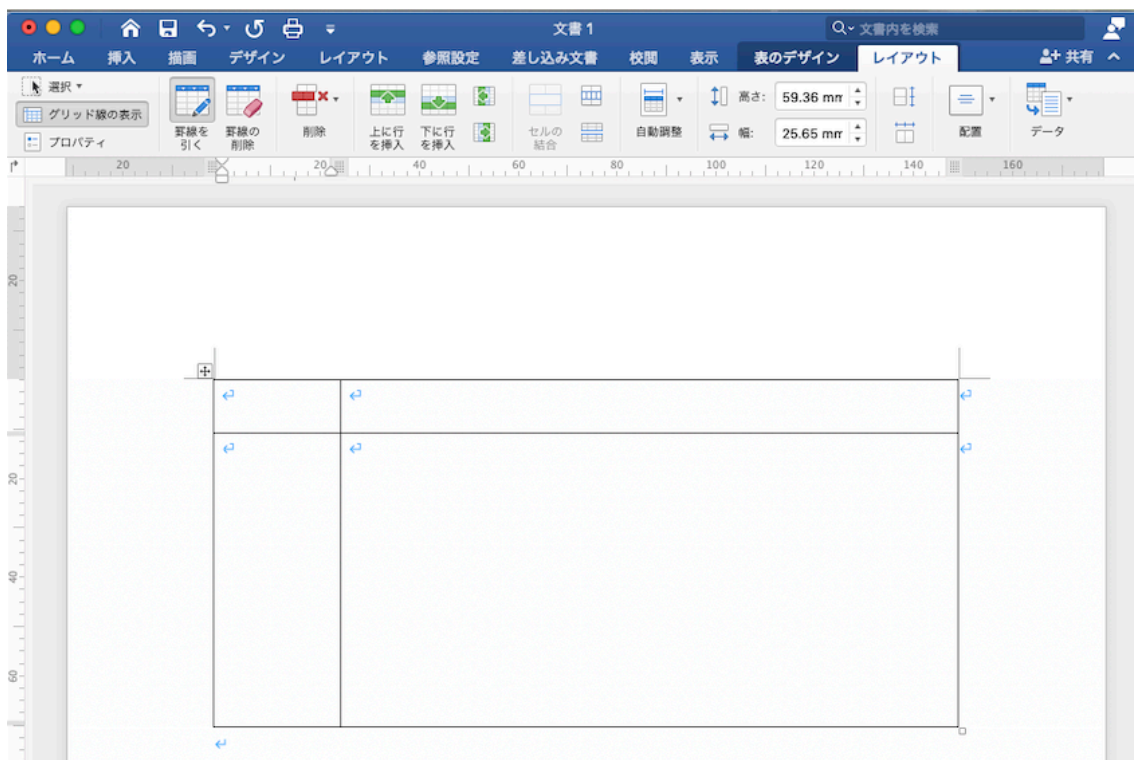 文書 1
文書内を検索
ホーム 挿入 描画 デザイン レイアウト 参照設定 差し込み文書 校閲 表示 表のデザイン レイアウト 共有
選択
グリッド線の表示
プロパティ
罫線を
引く
罫線の
削除
削除
上に行
を挿入
下に行
を挿入
セルの
結合
自動調整
高さ: 59.36 mm
幅: 25.65 mm
配置
データ
20 20 40 60 80 100 120 140 160
20
20
40
60